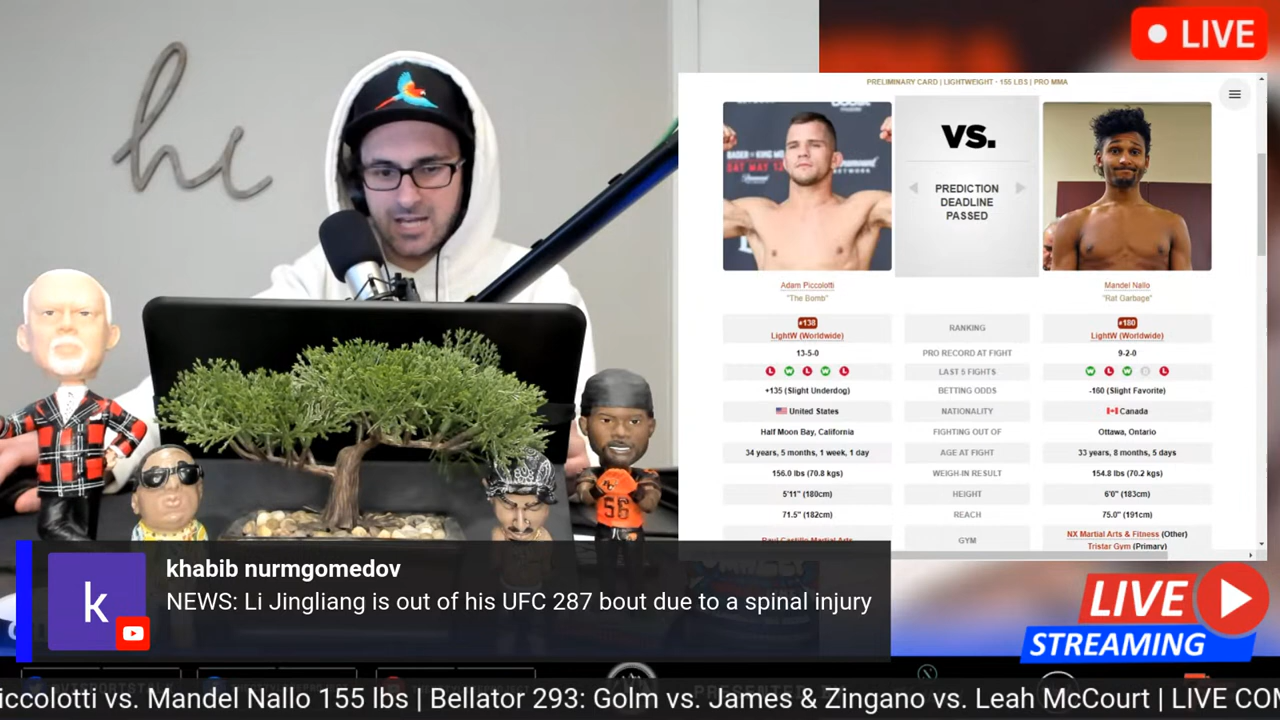 hi
LIVE
PRELIMINARY CARD | LIGHTWEIGHT · 155 LBS | PRO MMA
VS.
PREDICTION
DEADLINE
PASSED
Adam Piccolotti
"The Bomb"
Mandel Nallo
"Rat Garbage"
#138
LightW (Worldwide)
RANKING
#180
LightW (Worldwide)
13-5-0
PRO RECORD AT FIGHT
9-2-0
L W L W L
LAST 5 FIGHTS
W L W D L
+135 (Slight Underdog)
BETTING ODDS
-160 (Slight Favorite)
United States
NATIONALITY
Canada
Half Moon Bay, California
FIGHTING OUT OF
Ottawa, Ontario
34 years, 5 months, 1 week, 1 day
AGE AT FIGHT
33 years, 8 months, 5 days
156.0 lbs (70.8 kgs)
WEIGH-IN RESULT
154.8 lbs (70.2 kgs)
5'11" (180cm)
HEIGHT
6'0" (183cm)
71.5" (182cm)
REACH
75.0" (191cm)
Raul Castillo Martial Arts
GYM
NX Martial Arts & Fitness (Other)
Tristar Gym (Primary)
56
k
khabib nurmgomedov
NEWS: Li Jingliang is out of his UFC 287 bout due to a spinal injury
LIVE
STREAMING
iccolotti vs. Mandel Nallo 155 lbs | Bellator 293: Golm vs. James & Zingano vs. Leah McCourt | LIVE COM